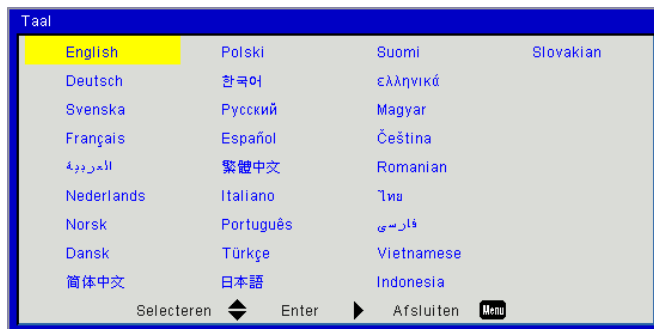 Taal
English Polski Suomi Slovakian
Deutsch 한국어 ελληνικά
Svenska Русский Magyar
Français Español Čeština
العربية 繁體中文 Romanian
Nederlands Italiano ไทย
Norsk Português فارسی
Dansk Türkçe Vietnamese
简体中文 日本語 Indonesia
Selecteren Enter Afsluiten Menu